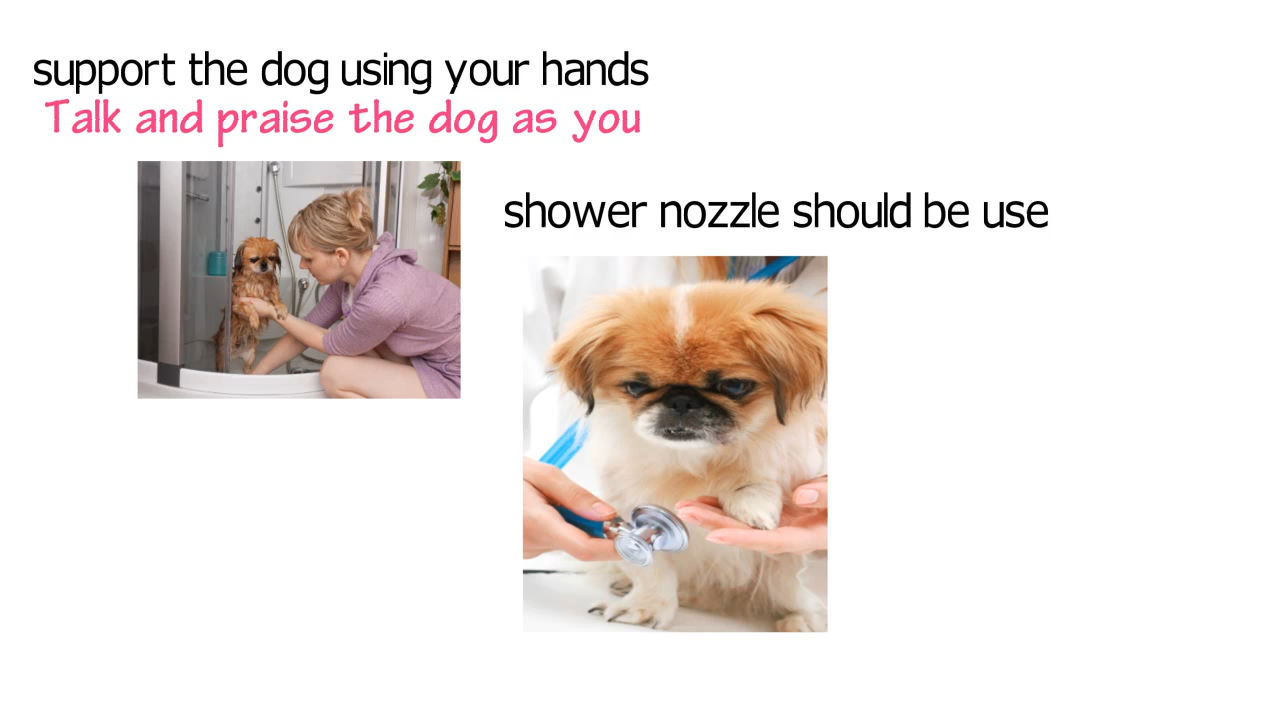 support the dog using your hands
Talk and praise the dog as you
shower nozzle should be use